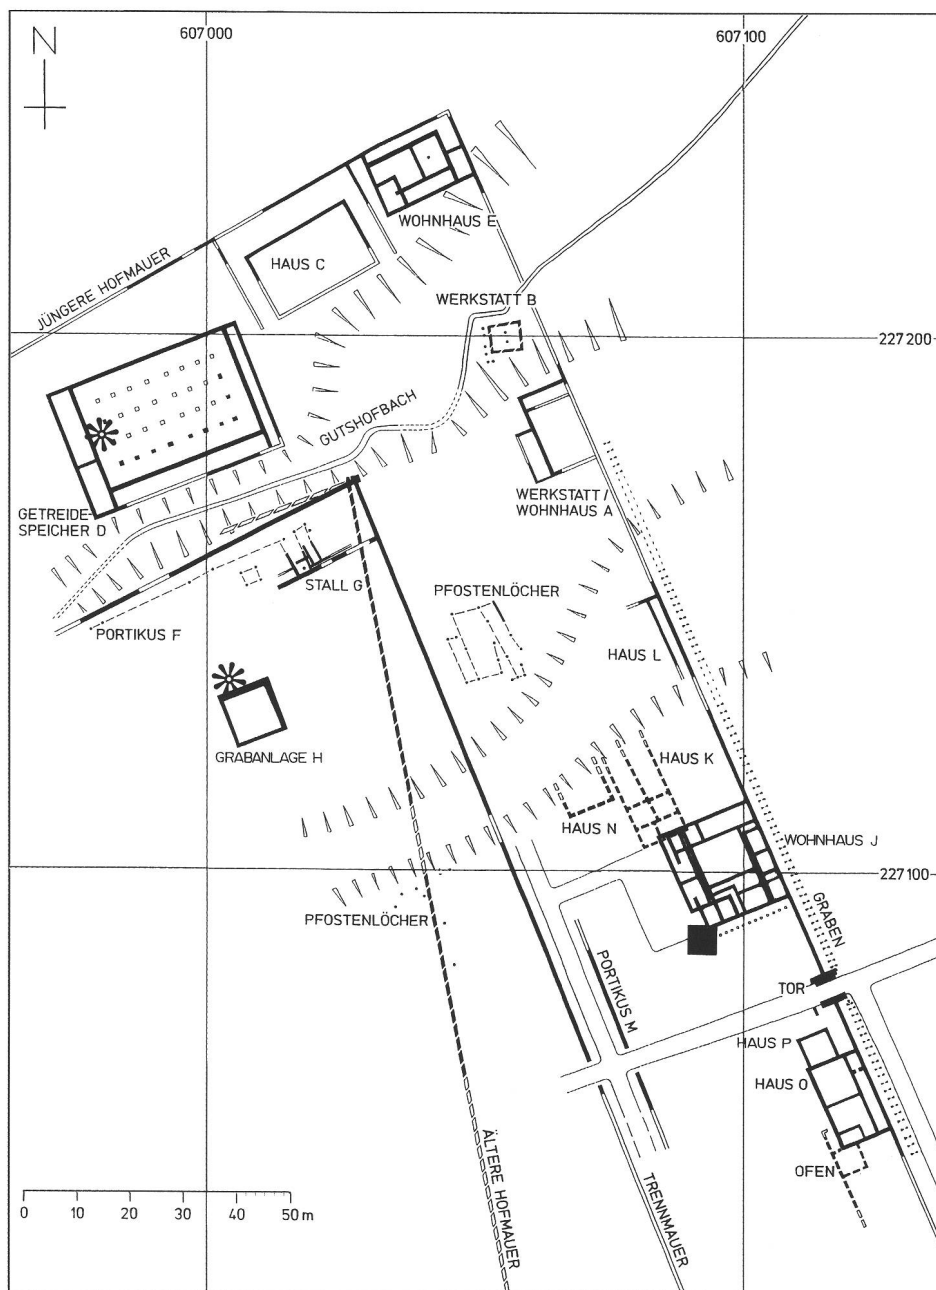 607 000
607 100
N
WOHNHAUS E
HAUS C
JÜNGERE HOFMAUER
WERKSTATT B
227 200
GUTSHOFBACH
GETREIDE-
SPEICHER D
WERKSTATT/
WOHNHAUS A
STALL G
PFOSTENLÖCHER
PORTIKUS F
HAUS L
GRABANLAGE H
HAUS K
HAUS N
WOHNHAUS J
227 100
PFOSTENLÖCHER
GRABEN
PORTIKUS M
TOR
HAUS P
HAUS O
OFEN
ÄLTERE HOFMAUER
TRENNMAUER
0 10 20 30 40 50 m